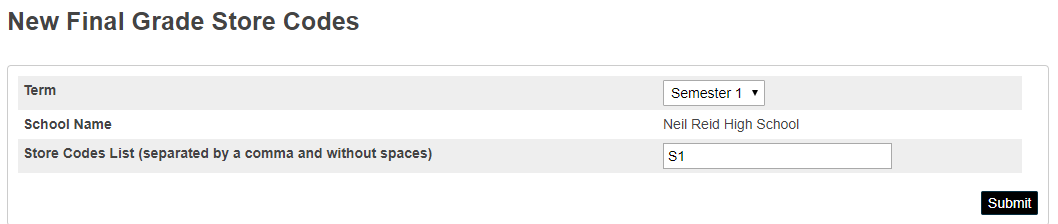 New Final Grade Store Codes
Term
Semester 1
School Name
Neil Reid High School
Store Codes List (separated by a comma and without spaces)
S1
Submit